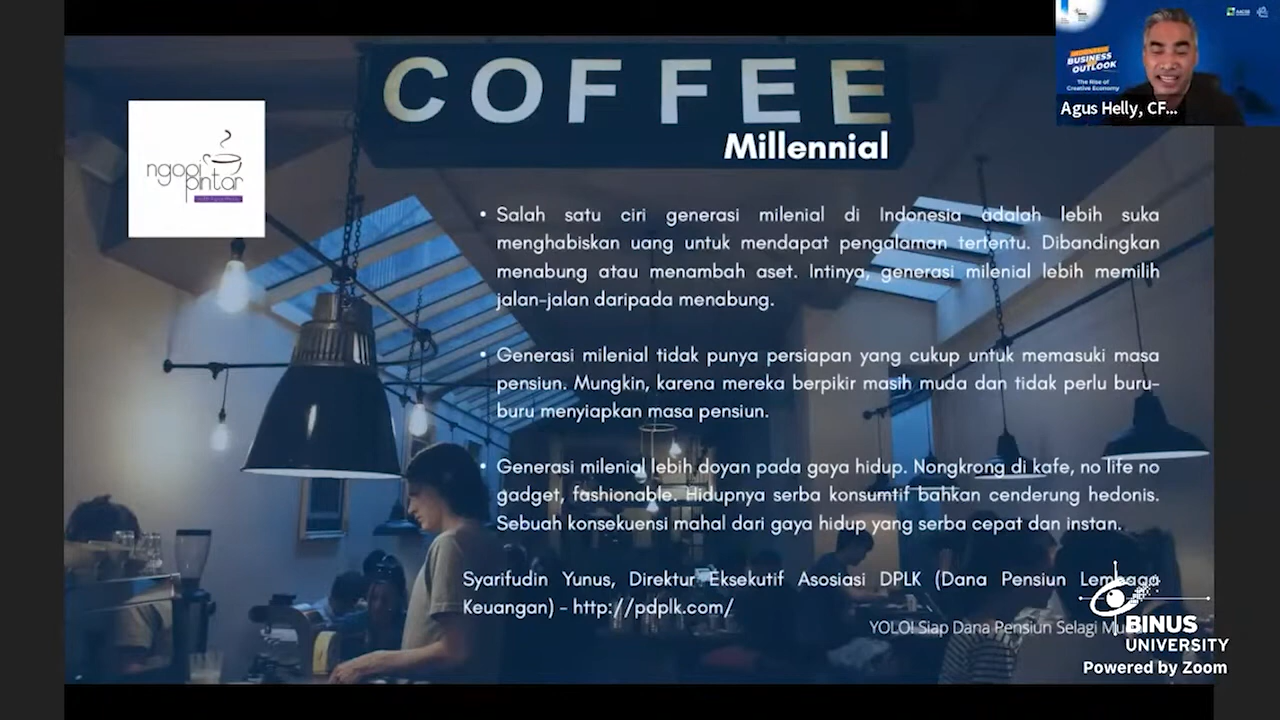 COFFEE
Millennial
ngopi
pintar
INDONESIA
BUSINESS
OUTLOOK
The Rise of
Creative Economy
Agus Helly, CF...
• Salah satu ciri generasi milenial di Indonesia adalah lebih suka
menghabiskan uang untuk mendapat pengalaman tertentu. Dibandingkan
menabung atau menambah aset. Intinya, generasi milenial lebih memilih
jalan-jalan daripada menabung.
• Generasi milenial tidak punya persiapan yang cukup untuk memasuki masa
pensiun. Mungkin, karena mereka berpikir masih muda dan tidak perlu buru-
buru menyiapkan masa pensiun.
• Generasi milenial lebih doyan pada gaya hidup. Nongkrong di kafe, no life no
gadget, fashionable. Hidupnya serba konsumtif bahkan cenderung hedonis.
Sebuah konsekuensi mahal dari gaya hidup yang serba cepat dan instan.
Syarifudin Yunus, Direktur Eksekutif Asosiasi DPLK (Dana Pensiun Lembaga
Keuangan) - http://pdplk.com/
YOLO! Siap Dana Pensiun Selagi
BINUS
UNIVERSITY
Powered by Zoom